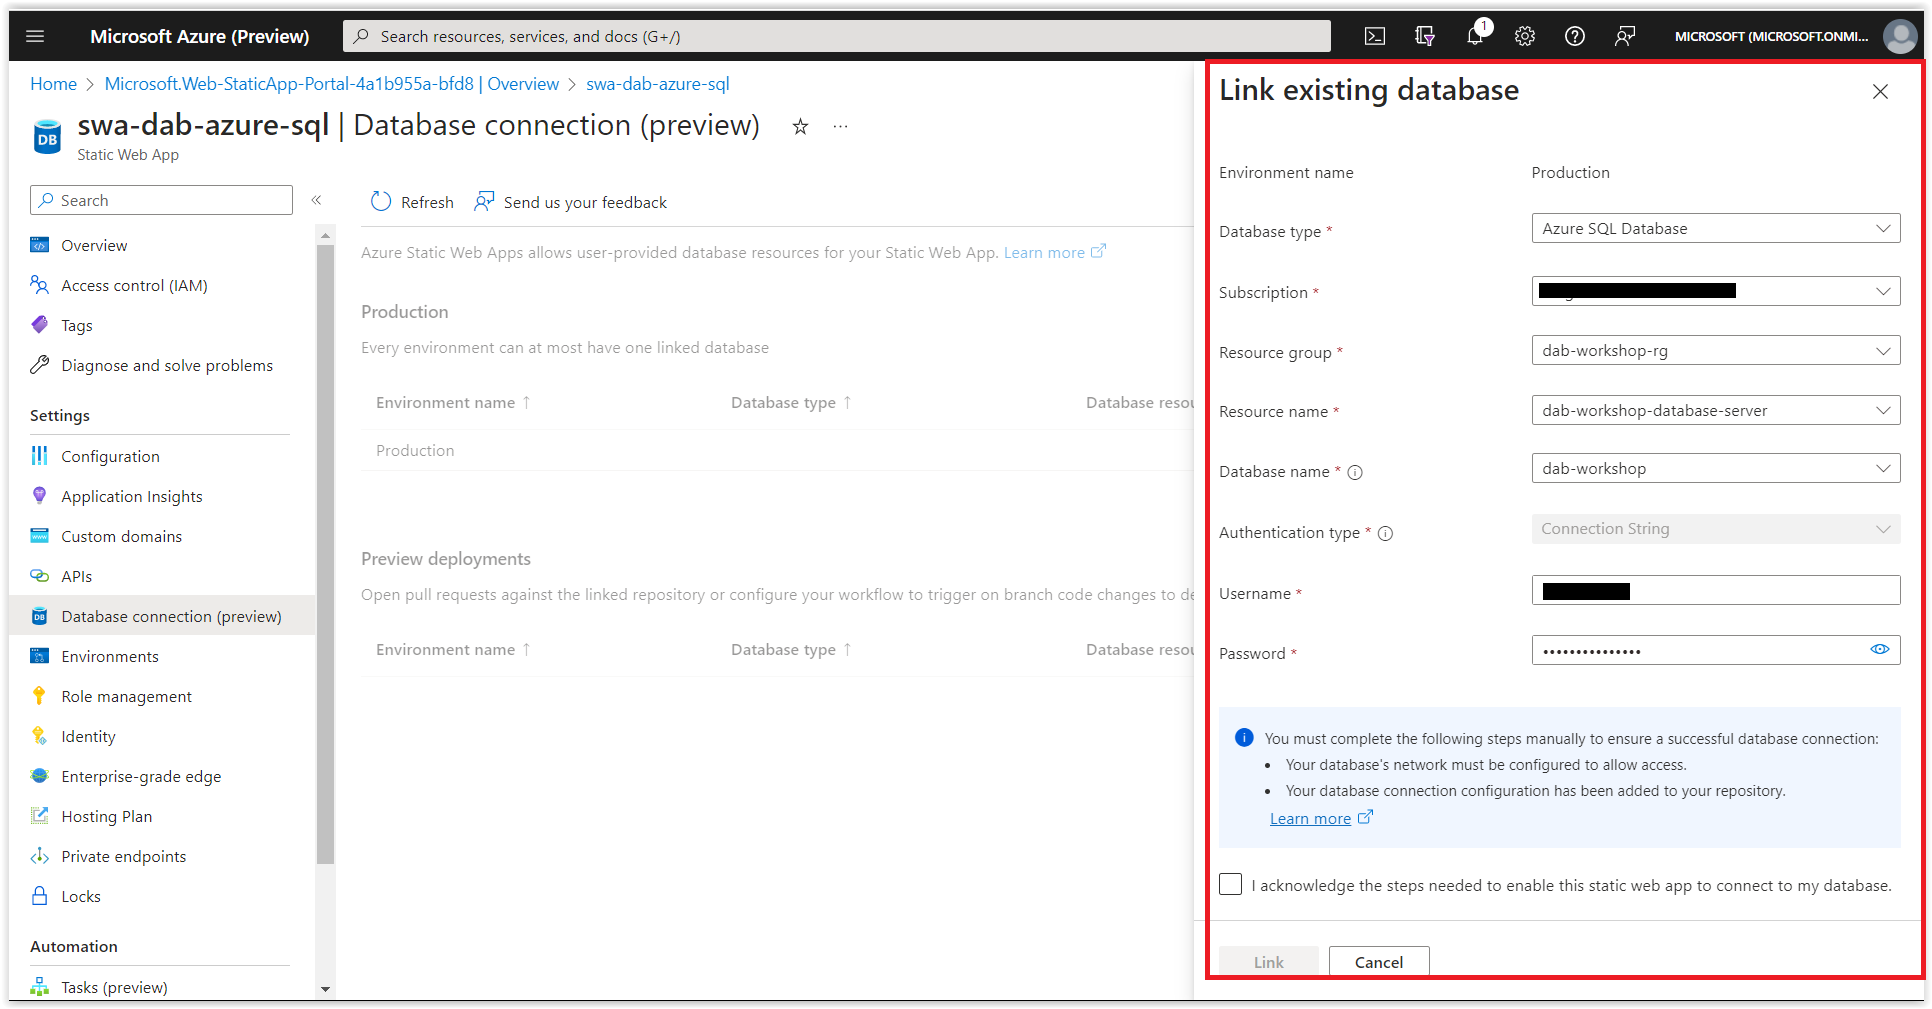 Microsoft Azure (Preview)
Search resources, services, and docs (G+/)
1
MICROSOFT (MICROSOFT.ONMI...
Home > Microsoft.Web-StaticApp-Portal-4a1b955a-bfd8 | Overview > swa-dab-azure-sql
DB
swa-dab-azure-sql | Database connection (preview)
Static Web App
Search
«
Overview
Access control (IAM)
Tags
Diagnose and solve problems
Settings
Configuration
Application Insights
Custom domains
APIs
Database connection (preview)
Environments
Role management
Identity
Enterprise-grade edge
Hosting Plan
Private endpoints
Locks
Automation
Tasks (preview)
Refresh
Send us your feedback
Azure Static Web Apps allows user-provided database resources for your Static Web App. Learn more
Production
Every environment can at most have one linked database
Environment name ↑ Database type ↑ Database resou
Production
Preview deployments
Open pull requests against the linked repository or configure your workflow to trigger on branch code changes to de
Environment name ↑ Database type ↑ Database resou
Link existing database
Environment name Production
Database type * Azure SQL Database
Subscription *
Resource group * dab-workshop-rg
Resource name * dab-workshop-database-server
Database name * dab-workshop
Authentication type * Connection String
Username *
Password * •••••••••••••••
You must complete the following steps manually to ensure a successful database connection:
• Your database's network must be configured to allow access.
• Your database connection configuration has been added to your repository.
Learn more
I acknowledge the steps needed to enable this static web app to connect to my database.
Link Cancel